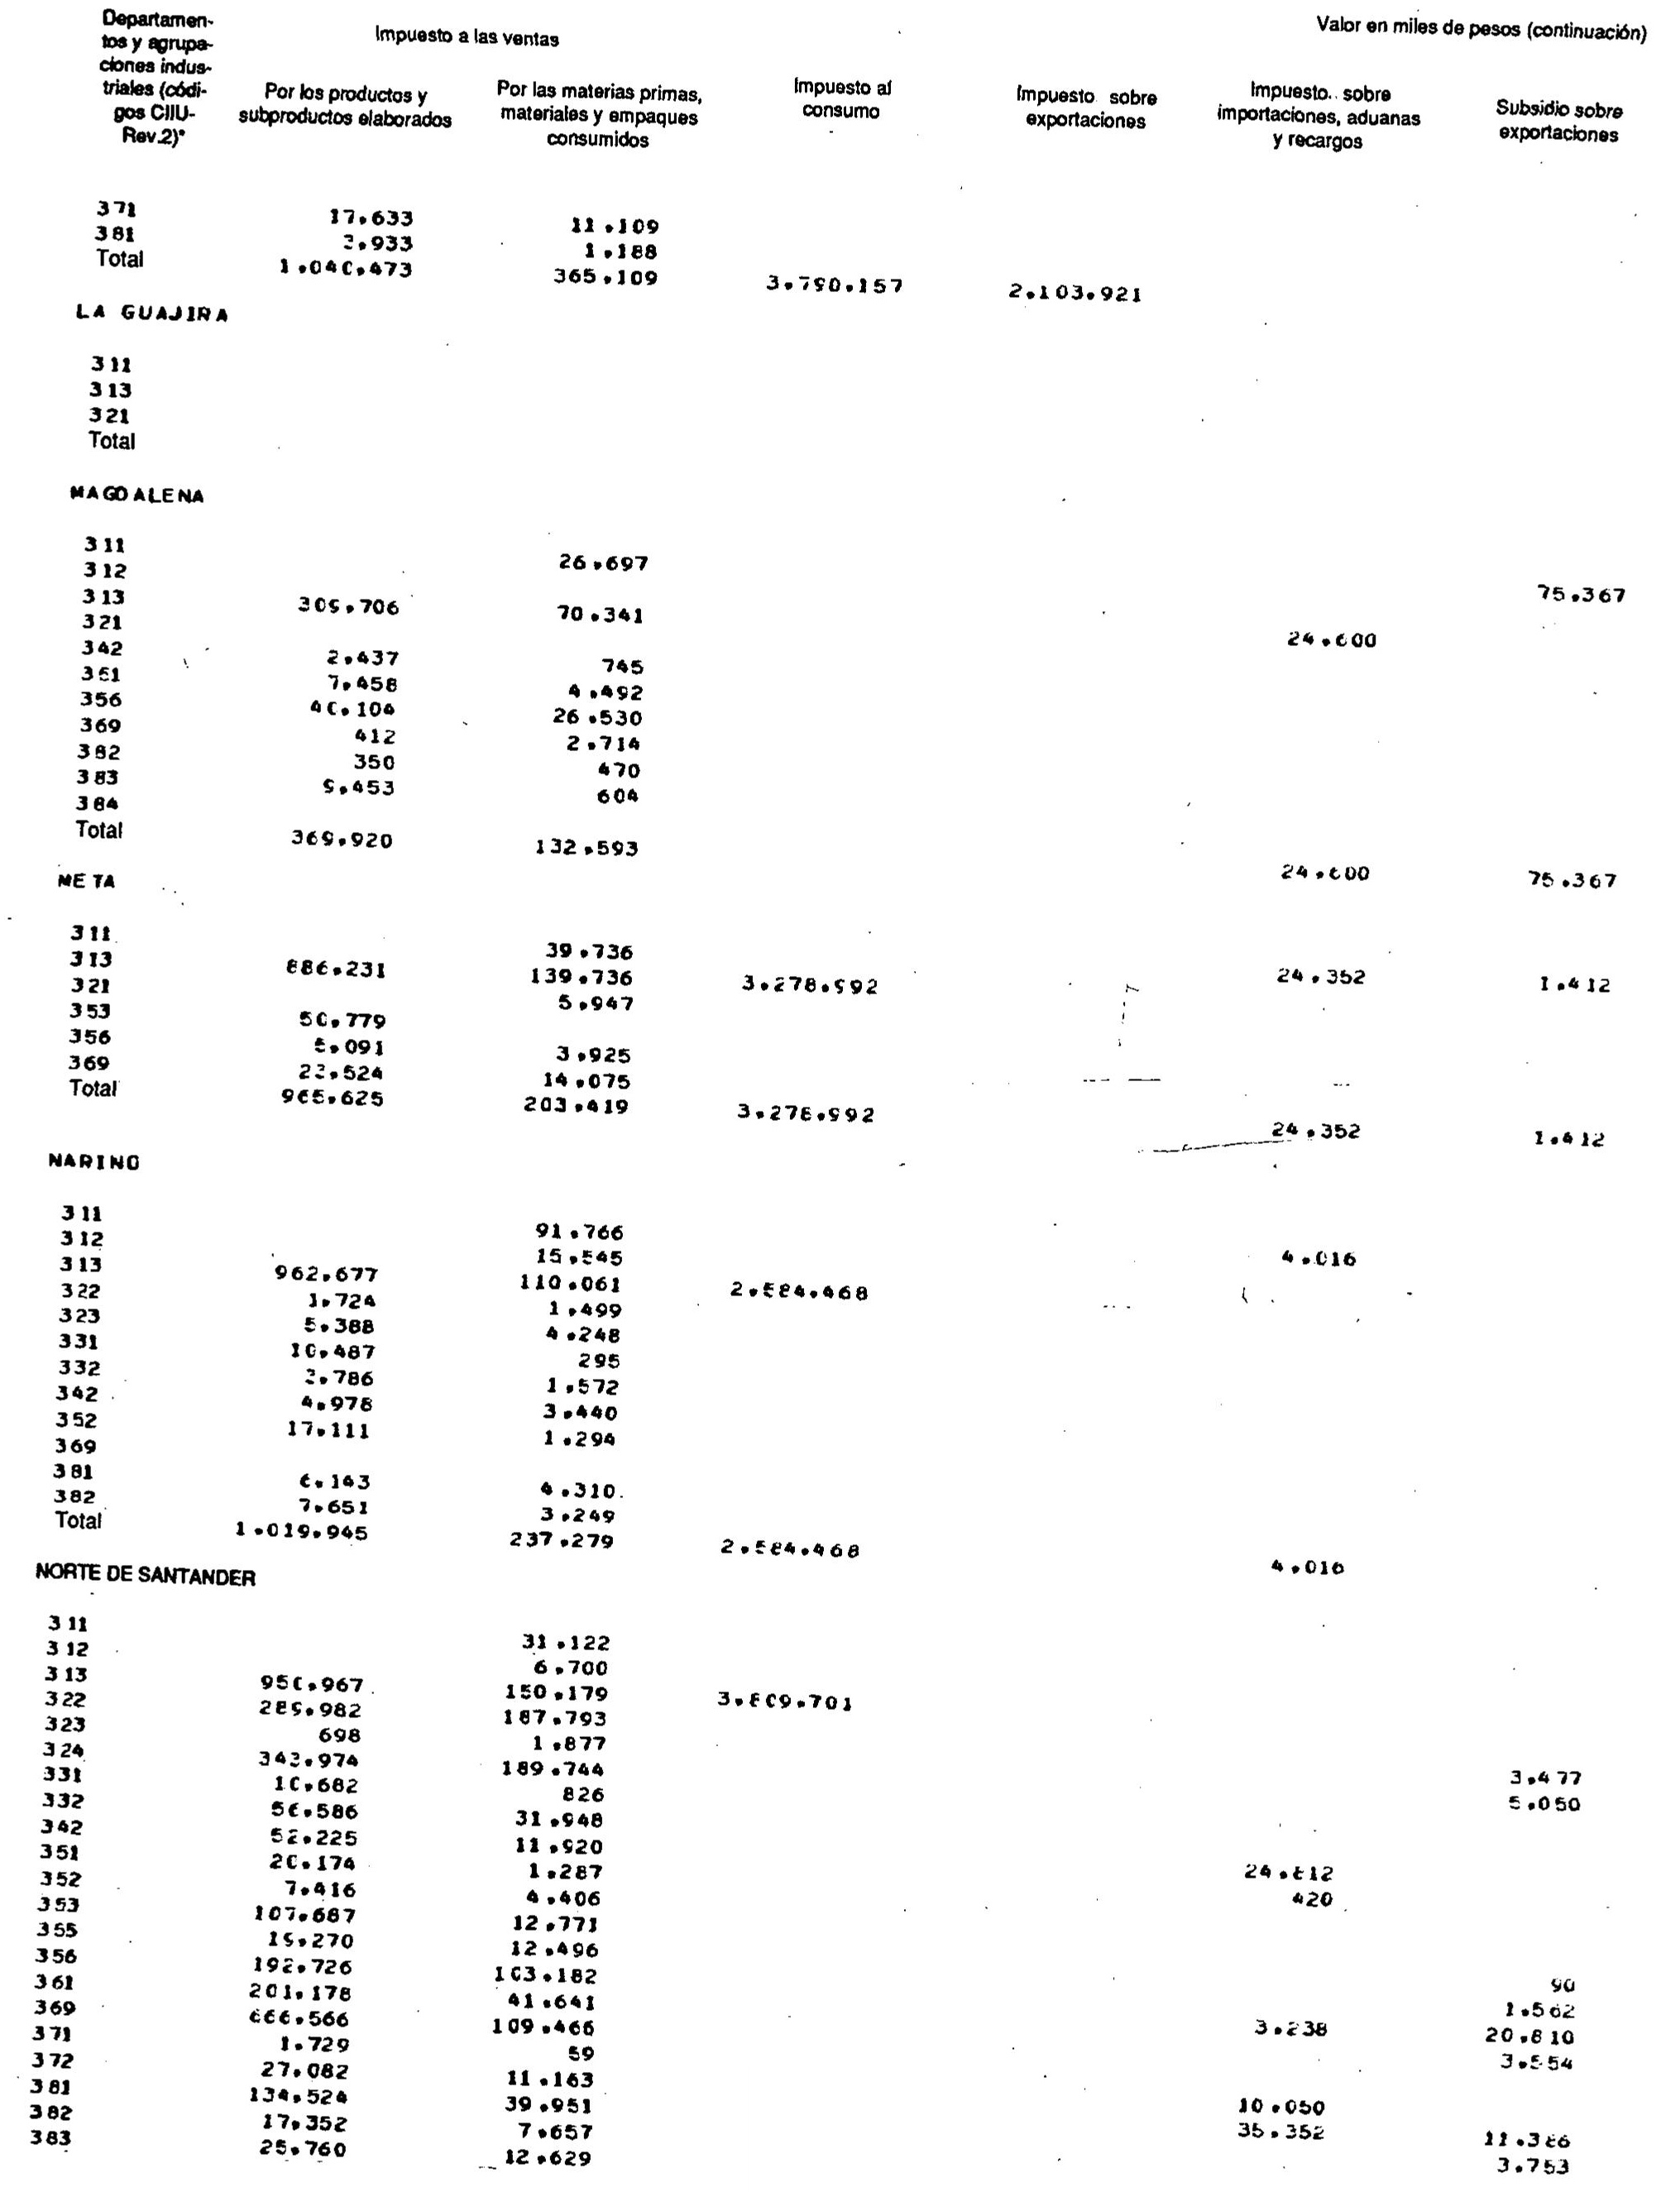 Valor en miles de pesos (continuación)
Departamen-
tos y agrupa-
ciones indus-
triales (códi-
gos CIIU-
Rev.2)*
Impuesto a las ventas
Por los productos y
subproductos elaborados
Por las materias primas,
materiales y empaques
consumidos
Impuesto al
consumo
Impuesto sobre
exportaciones
Impuesto sobre
importaciones, aduanas
y recargos
Subsidio sobre
exportaciones
371 17.633 11.109
381 3.933 1.188
Total 1.040.473 365.109 3.790.157 2.103.921
LA GUAJIRA
311
313
321
Total
MAGDALENA
311 26.697 75.367
312
313 309.706 70.341 24.600
321
342 2.437 745
351 7.458 4.492
356 40.104 26.530
369 412 2.714
382 350 470
383 9.453 604
384
Total 369.920 132.593 24.600 75.367
META
311 39.736 24.352 1.412
313 886.231 139.736 3.278.992
321 5.947
353 50.779
356 5.091 3.925
369 23.524 14.075
Total 965.625 203.419 3.278.992 24.352 1.412
NARINO
311 91.766 4.016
312 15.545
313 962.677 110.061 2.584.468
322 1.724 1.499
323 5.388 4.248
331 10.487 295
332 3.786 1.572
342 4.978 3.440
352 17.111 1.294
369
381 6.143 4.310
382 7.651 3.249
Total 1.019.945 237.279 2.584.468 4.016
NORTE DE SANTANDER
311 31.122
312 6.700
313 950.967 150.179 3.809.701
322 289.982 187.793
323 698 1.877 3.477
324 343.974 189.744 5.050
331 10.682 826
332 56.586 31.948
342 52.225 11.920 24.812
351 20.174 1.287 420
352 7.416 4.406
353 107.687 12.771
355 19.270 12.496 90
356 192.726 103.182 1.562
361 201.178 41.641 3.238 20.810
369 666.566 109.466 3.554
371 1.729 59
372 27.082 11.163 10.050
381 134.524 39.951 35.352 11.386
382 17.352 7.657 3.753
383 25.760 12.629